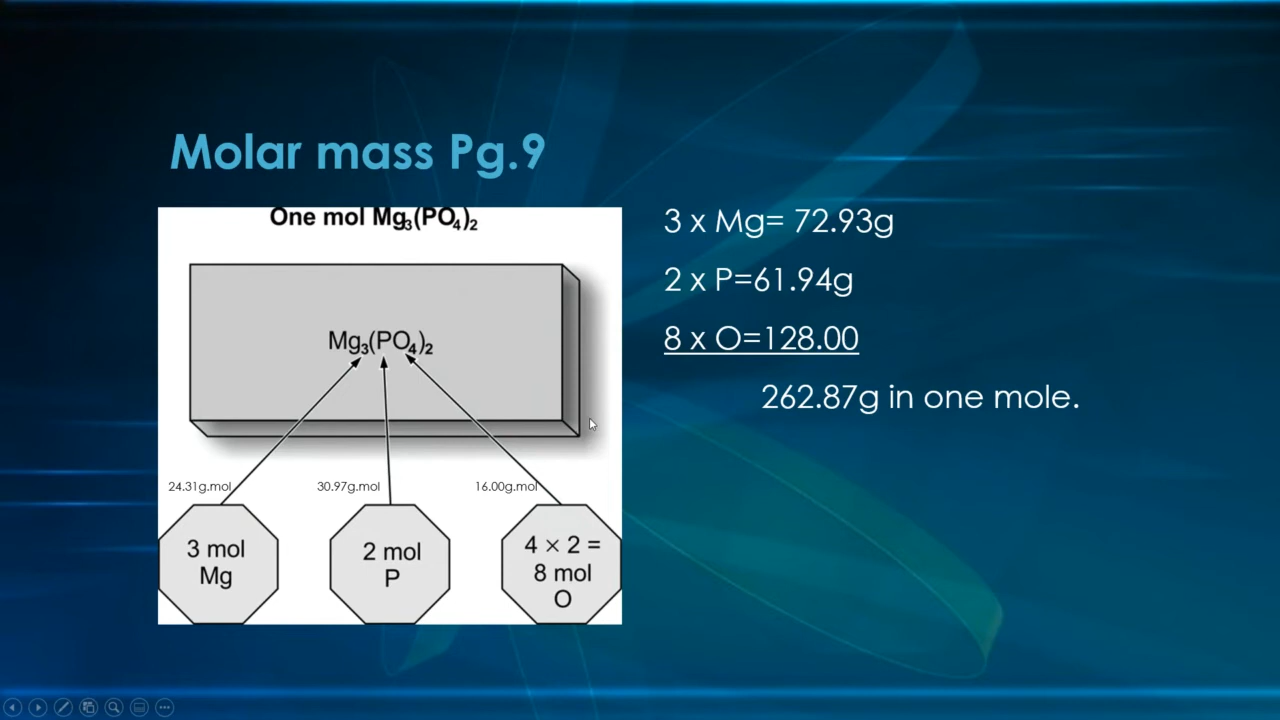 Molar mass Pg.9
One mol Mg₃(PO₄)₂
Mg₃(PO₄)₂
24.31g.mol
30.97g.mol
16.00g.mol
3 mol
Mg
2 mol
P
4 × 2 =
8 mol
O
3 x Mg= 72.93g
2 x P=61.94g
8 x O=128.00
262.87g in one mole.